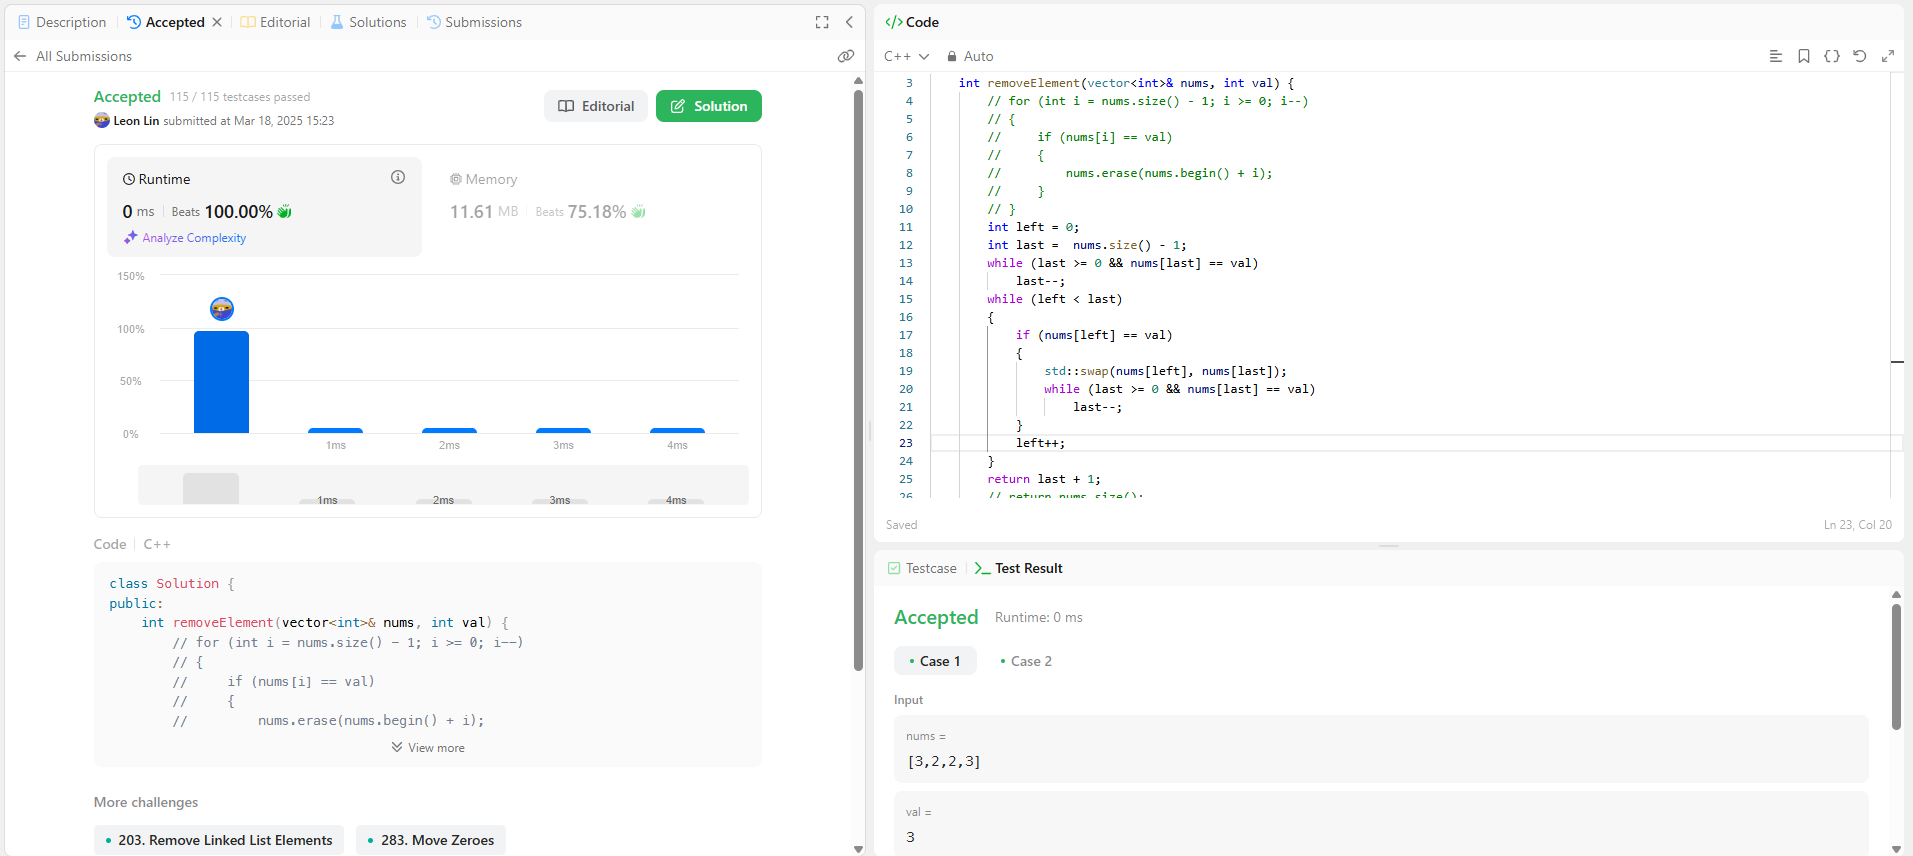 Description
Accepted
Editorial
Solutions
Submissions
All Submissions
Accepted 115 / 115 testcases passed
Leon Lin submitted at Mar 18, 2025 15:23
Editorial
Solution
Runtime
0 ms Beats 100.00%
Analyze Complexity
Memory
11.61 MB Beats 75.18%
150%
100%
50%
0%
1ms 2ms 3ms 4ms
1ms 2ms 3ms 4ms
Code C++
class Solution {
public:
    int removeElement(vector<int>& nums, int val) {
        // for (int i = nums.size() - 1; i >= 0; i--)
        // {
        //     if (nums[i] == val)
        //     {
        //         nums.erase(nums.begin() + i);
View more
More challenges
203. Remove Linked List Elements
283. Move Zeroes
</> Code
C++ Auto
3     int removeElement(vector<int>& nums, int val) {
4         // for (int i = nums.size() - 1; i >= 0; i--)
5         // {
6         //     if (nums[i] == val)
7         //     {
8         //         nums.erase(nums.begin() + i);
9         //     }
10         // }
11         int left = 0;
12         int last =  nums.size() - 1;
13         while (last >= 0 && nums[last] == val)
14             last--;
15         while (left < last)
16         {
17             if (nums[left] == val)
18             {
19                 std::swap(nums[left], nums[last]);
20                 while (last >= 0 && nums[last] == val)
21                     last--;
22             }
23             left++;
24         }
25         return last + 1;
26         // return nums.size();
Saved
Ln 23, Col 20
Testcase
Test Result
Accepted Runtime: 0 ms
Case 1
Case 2
Input
nums =
[3,2,2,3]
val =
3